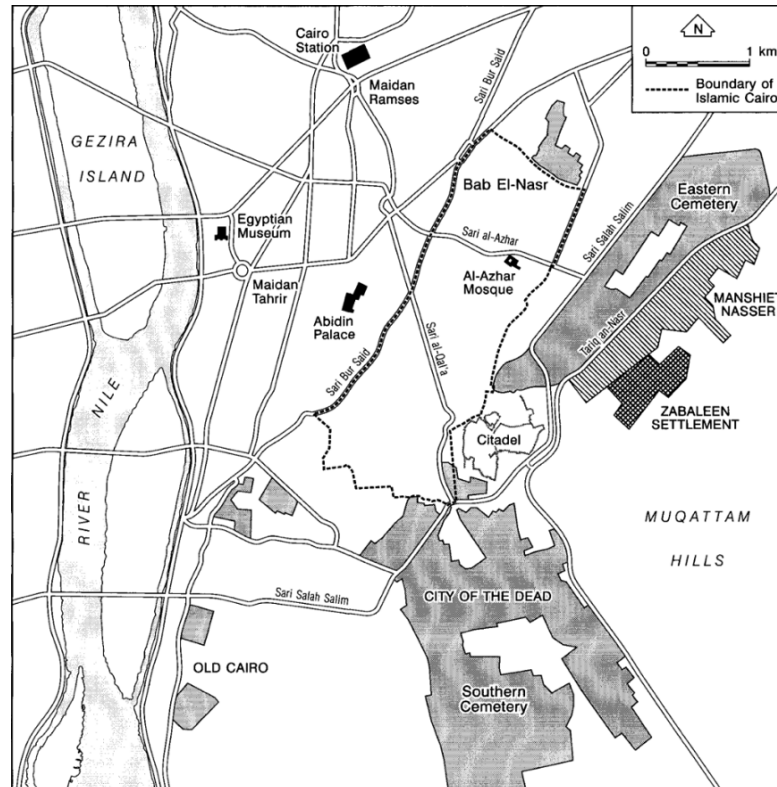 Cairo
Station
Maidan
Ramses
Sari Bur Said
N
0 1 km
Boundary of
Islamic Cairo
GEZIRA
ISLAND
Bab El-Nasr
Eastern
Cemetery
Egyptian
Museum
Sari al-Azhar
Sari Salah Salim
Al-Azhar
Mosque
Maidan
Tahrir
MANSHIET
NASSER
Abidin
Palace
Sari Bur Said
Sari al-Qal'a
Tariq an-Nasr
NILE
ZABALEEN
SETTLEMENT
Citadel
RIVER
MUQATTAM
HILLS
Sari Salah Salim
CITY OF THE DEAD
OLD CAIRO
Southern
Cemetery